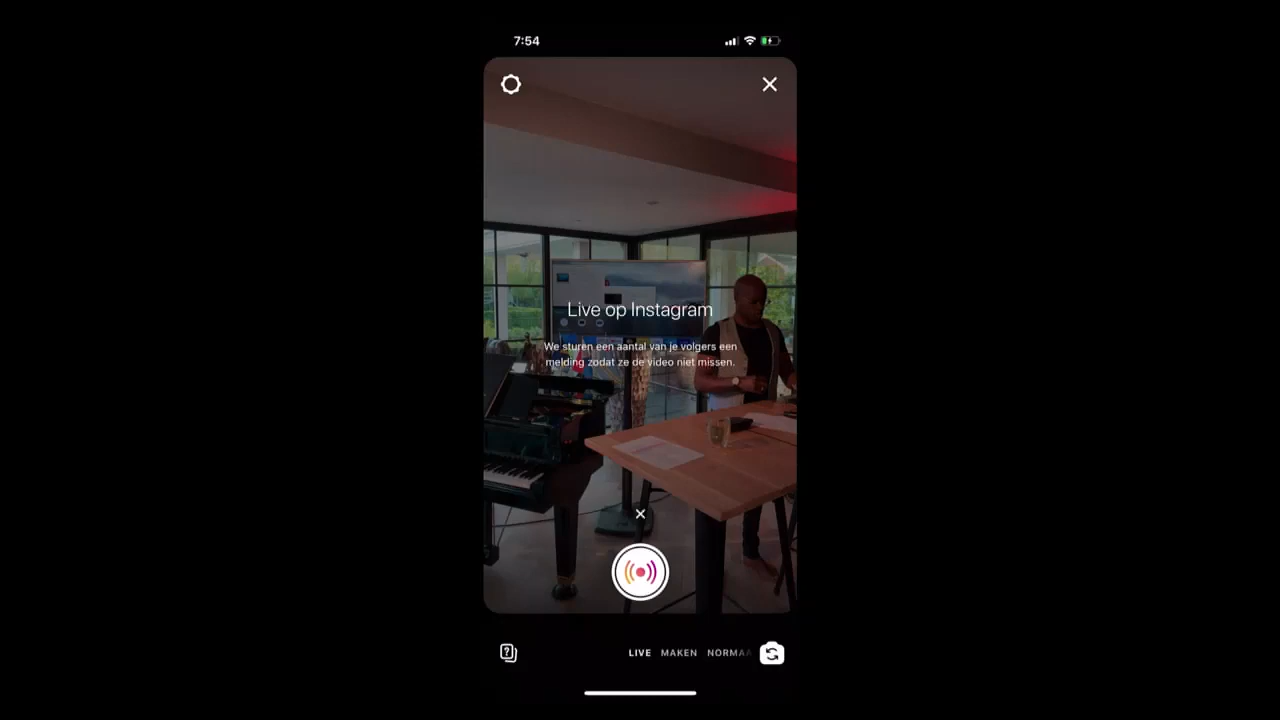 7:54
Live op Instagram
We sturen een aantal van je volgers een
melding zodat ze de video niet missen.
LIVE MAKEN NORMAA